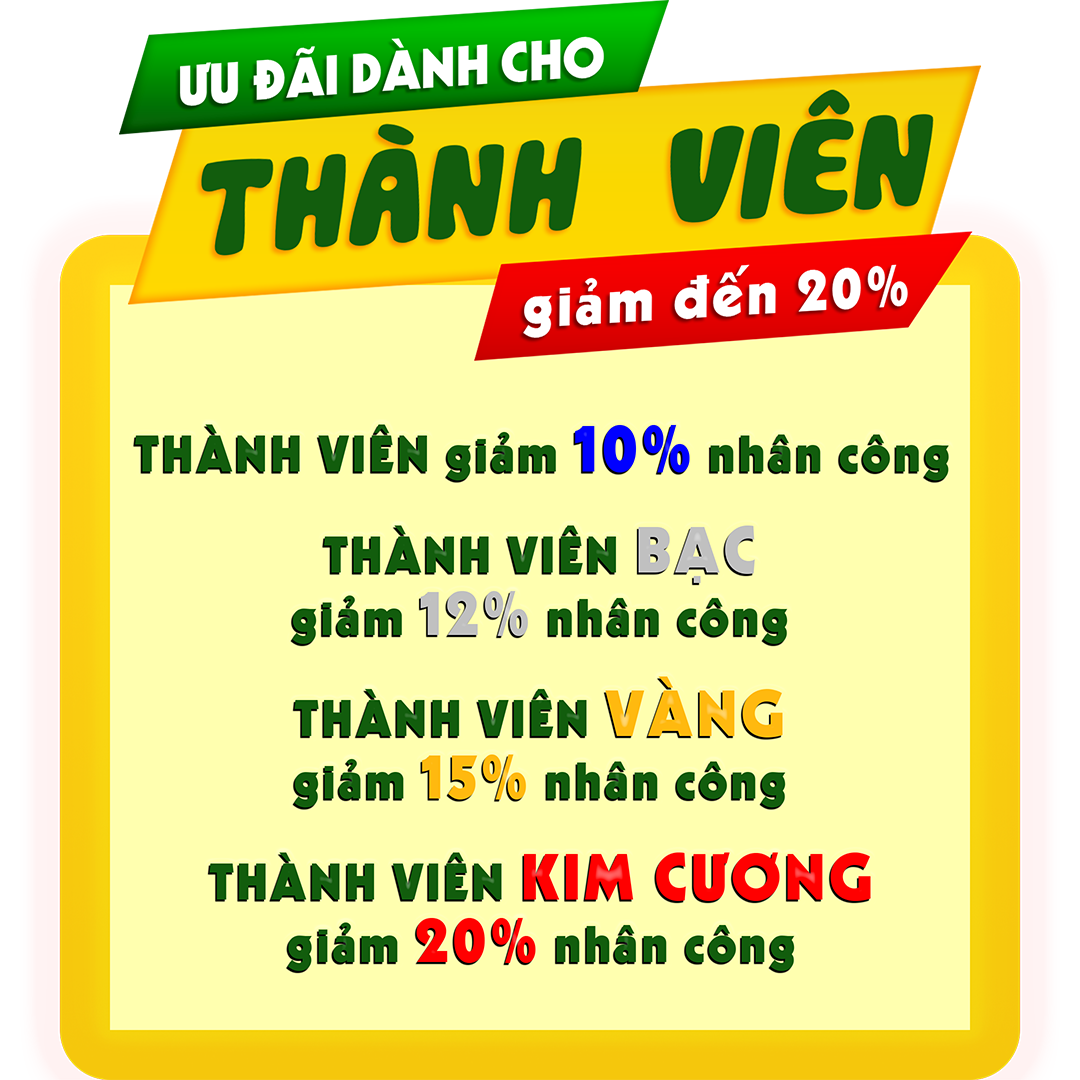 ƯU ĐÃI DÀNH CHO
THÀNH VIÊN
giảm đến 20%
THÀNH VIÊN giảm 10% nhân công
THÀNH VIÊN BẠC
giảm 12% nhân công
THÀNH VIÊN VÀNG
giảm 15% nhân công
THÀNH VIÊN KIM CƯƠNG
giảm 20% nhân công